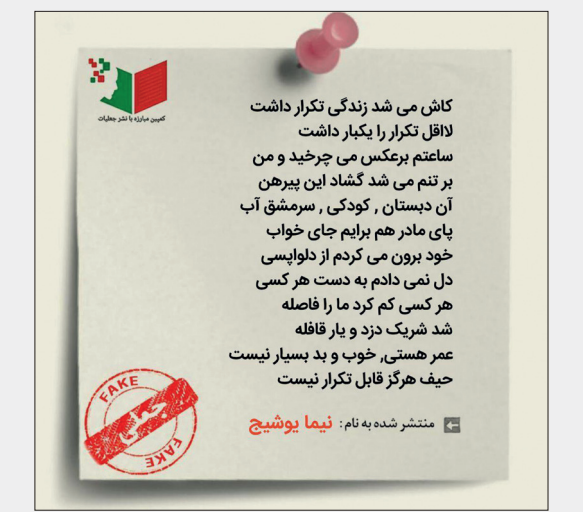 کمپین مبارزه با نشر جعلیات
کاش می شد زندگی تکرار داشت
لااقل تکرار را یکبار داشت
ساعتم برعکس می چرخید و من
بر تنم می شد گشاد این پیرهن
آن دبستان , کودکی , سرمشق آب
پای مادر هم برایم جای خواب
خود برون می کردم از دلواپسی
دل نمی دادم به دست هر کسی
هر کسی کم کرد ما را فاصله
شد شریک دزد و یار قافله
عمر هستی, خوب و بد بسیار نیست
حیف هرگز قابل تکرار نیست
منتشر شده به نام: نیما یوشیج
FAKE
جعلی
FAKE